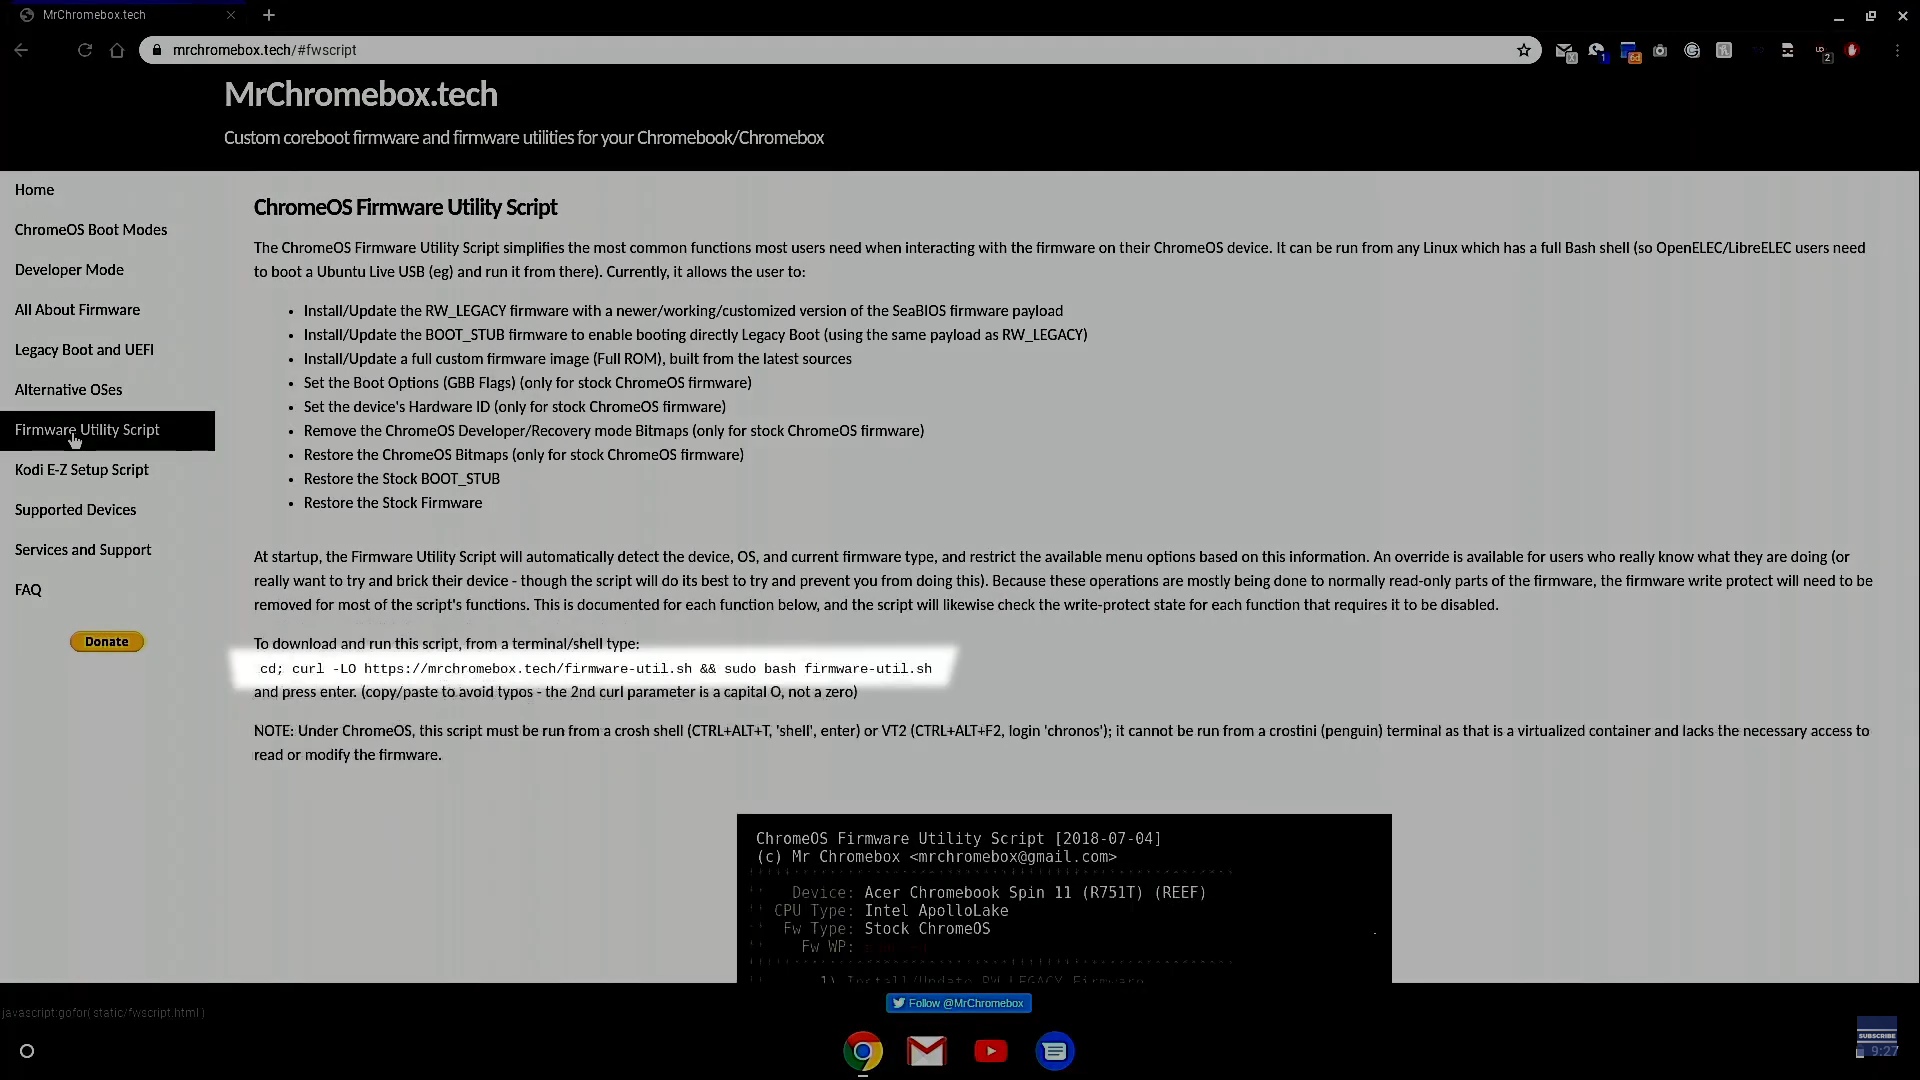 MrChromebox.tech
mrchromebox.tech/#fwscript
MrChromebox.tech
Custom coreboot firmware and firmware utilities for your Chromebook/Chromebox
Home
ChromeOS Boot Modes
Developer Mode
All About Firmware
Legacy Boot and UEFI
Alternative OSes
Firmware Utility Script
Kodi E-Z Setup Script
Supported Devices
Services and Support
FAQ
Donate
ChromeOS Firmware Utility Script
The ChromeOS Firmware Utility Script simplifies the most common functions most users need when interacting with the firmware on their ChromeOS device. It can be run from any Linux which has a full Bash shell (so OpenELEC/LibreELEC users need
to boot a Ubuntu Live USB (eg) and run it from there). Currently, it allows the user to:
• Install/Update the RW_LEGACY firmware with a newer/working/customized version of the SeaBIOS firmware payload
• Install/Update the BOOT_STUB firmware to enable booting directly Legacy Boot (using the same payload as RW_LEGACY)
• Install/Update a full custom firmware image (Full ROM), built from the latest sources
• Set the Boot Options (GBB Flags) (only for stock ChromeOS firmware)
• Set the device's Hardware ID (only for stock ChromeOS firmware)
• Remove the ChromeOS Developer/Recovery mode Bitmaps (only for stock ChromeOS firmware)
• Restore the ChromeOS Bitmaps (only for stock ChromeOS firmware)
• Restore the Stock BOOT_STUB
• Restore the Stock Firmware
At startup, the Firmware Utility Script will automatically detect the device, OS, and current firmware type, and restrict the available menu options based on this information. An override is available for users who really know what they are doing (or
really want to try and brick their device - though the script will do its best to try and prevent you from doing this). Because these operations are mostly being done to normally read-only parts of the firmware, the firmware write protect will need to be
removed for most of the script's functions. This is documented for each function below, and the script will likewise check the write-protect state for each function that requires it to be disabled.
To download and run this script, from a terminal/shell type:
cd; curl -LO https://mrchromebox.tech/firmware-util.sh && sudo bash firmware-util.sh
and press enter. (copy/paste to avoid typos - the 2nd curl parameter is a capital O, not a zero)
NOTE: Under ChromeOS, this script must be run from a crosh shell (CTRL+ALT+T, 'shell', enter) or VT2 (CTRL+ALT+F2, login 'chronos'); it cannot be run from a crostini (penguin) terminal as that is a virtualized container and lacks the necessary access to
read or modify the firmware.
ChromeOS Firmware Utility Script [2018-07-04]
(c) Mr Chromebox <mrchromebox@gmail.com>
Device: Acer Chromebook Spin 11 (R751T) (REEF)
CPU Type: Intel ApolloLake
Fw Type: Stock ChromeOS
Fw WP:
1) Install/Update RW_LEGACY Firmware
Follow @MrChromebox
javascript:gofor('static/fwscript.html')
SUBSCRIBE
9:27